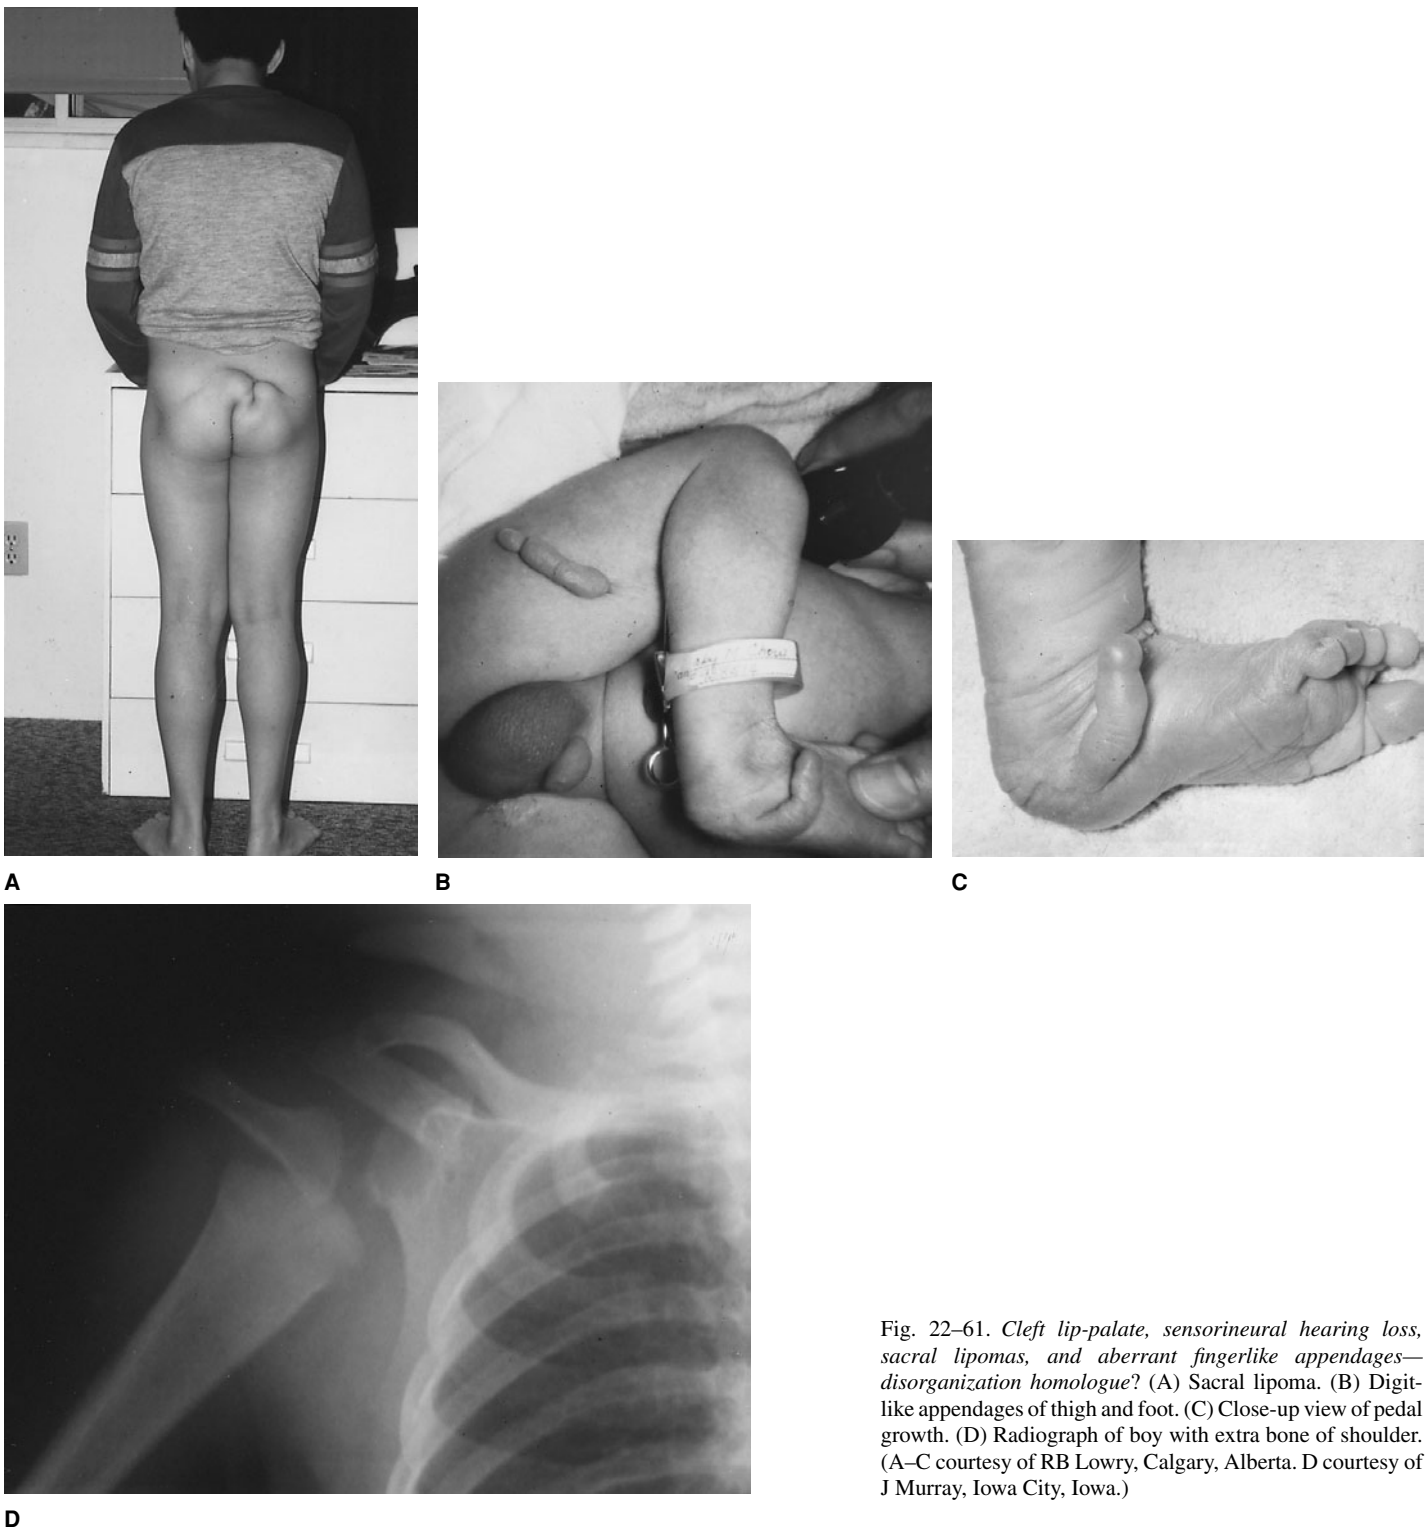 A
B
C
D
Fig. 22–61. Cleft lip-palate, sensorineural hearing loss,
sacral lipomas, and aberrant fingerlike appendages—
disorganization homologue? (A) Sacral lipoma. (B) Digit-
like appendages of thigh and foot. (C) Close-up view of pedal
growth. (D) Radiograph of boy with extra bone of shoulder.
(A–C courtesy of RB Lowry, Calgary, Alberta. D courtesy of
J Murray, Iowa City, Iowa.)